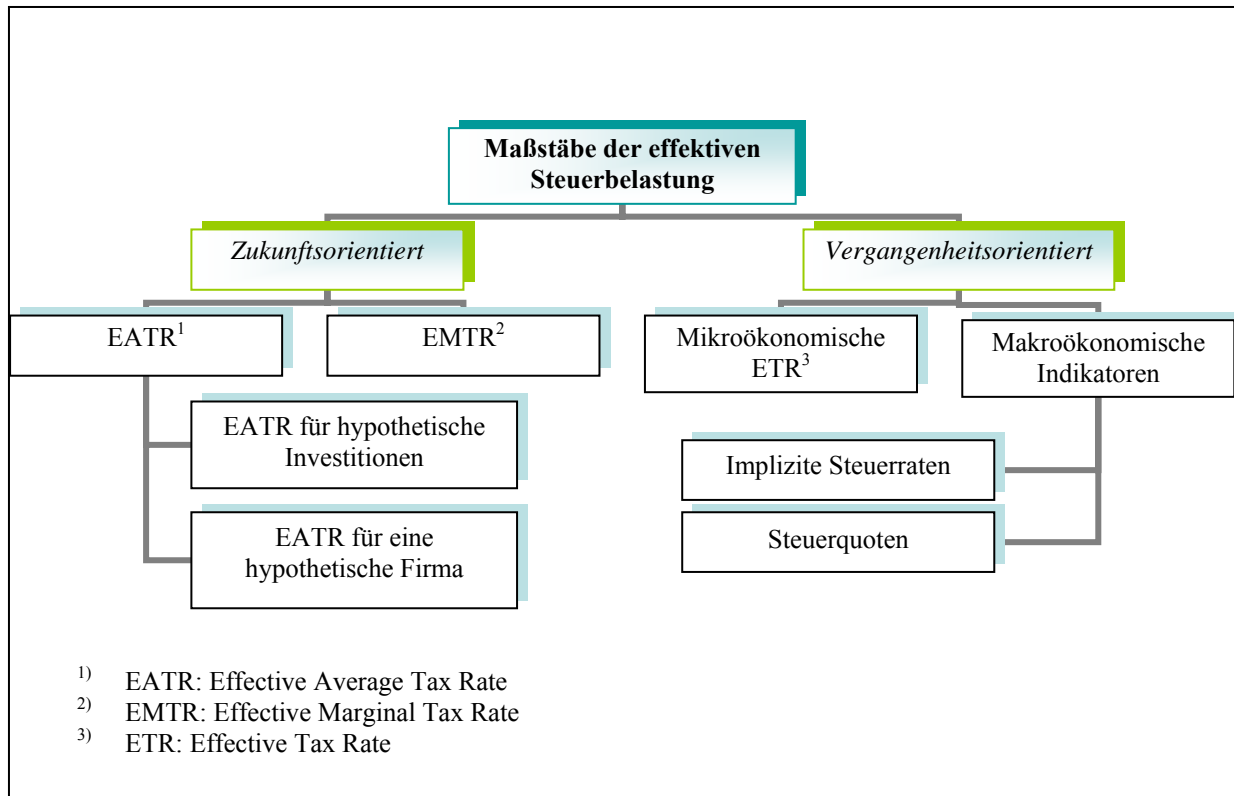 Maßstäbe der effektiven
Steuerbelastung
Zukunftsorientiert
Vergangenheitsorientiert
EATR¹
EMTR²
Mikroökonomische
ETR³
Makroökonomische
Indikatoren
EATR für hypothetische
Investitionen
Implizite Steuerraten
EATR für eine
hypothetische Firma
Steuerquoten
1) EATR: Effective Average Tax Rate
2) EMTR: Effective Marginal Tax Rate
3) ETR: Effective Tax Rate